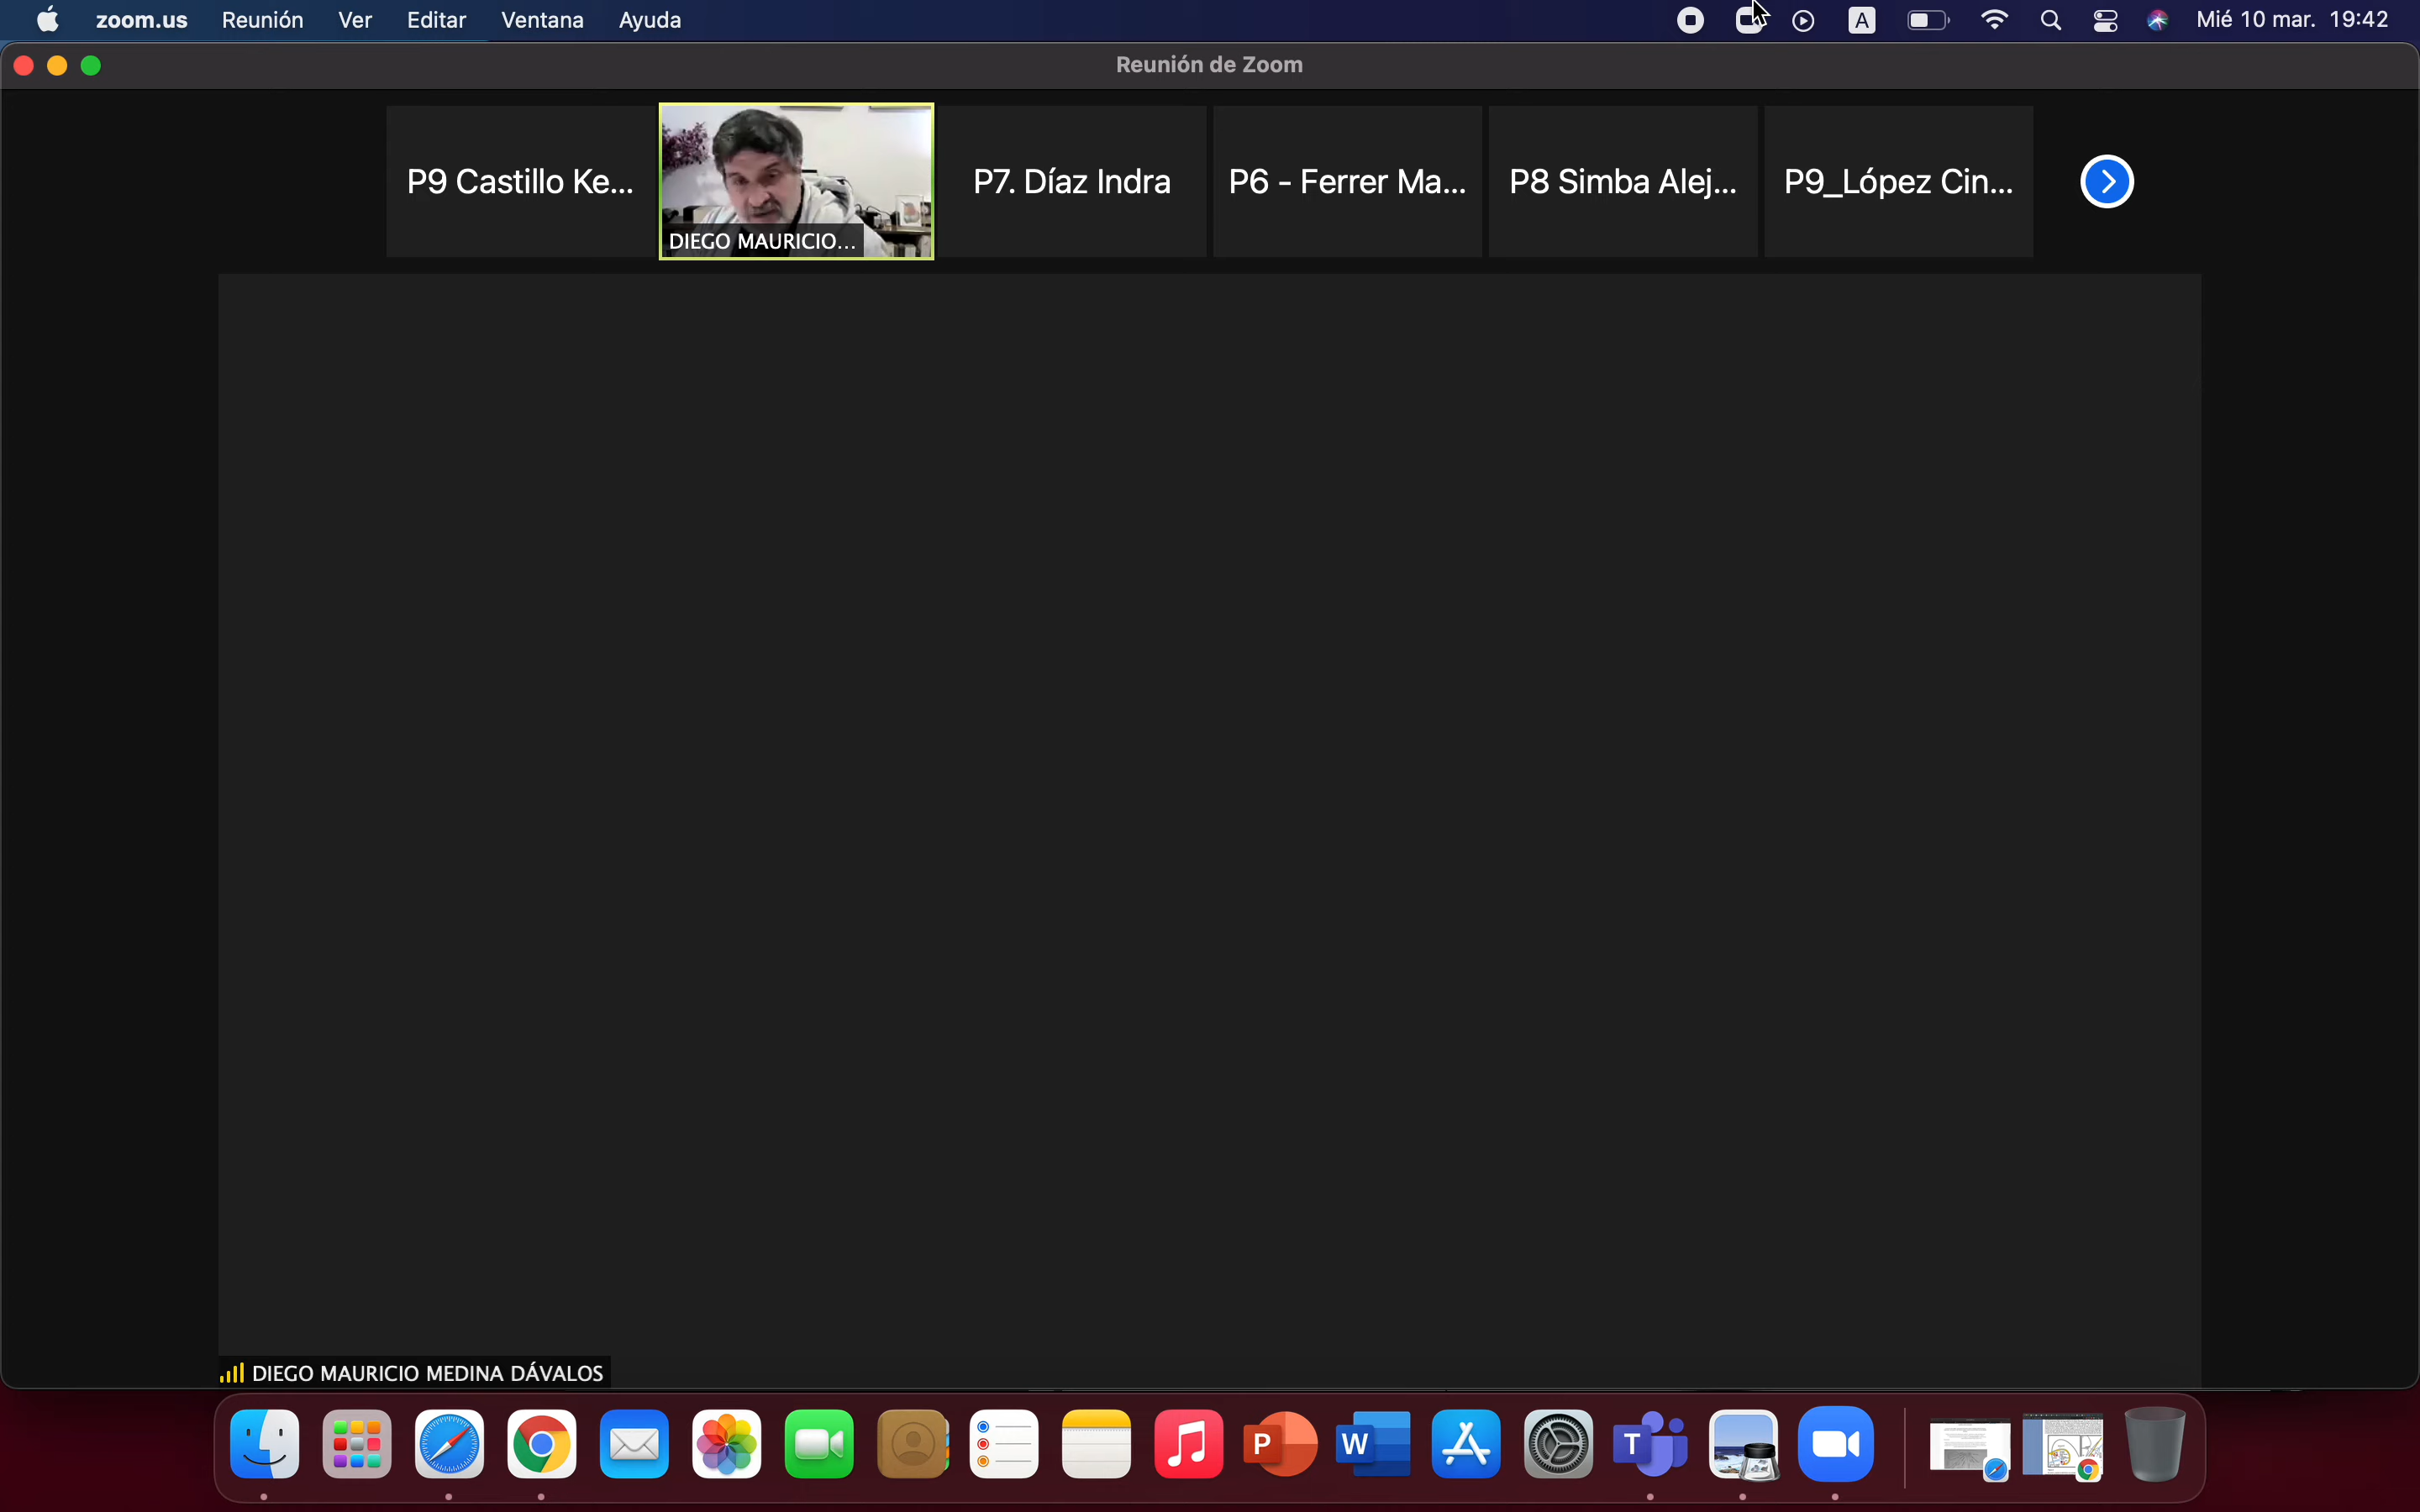 zoom.us Reunión Ver Editar Ventana Ayuda A Mié 10 mar. 19:42
Reunión de Zoom
P9 Castillo Ke... P7. Díaz Indra P6 - Ferrer Ma... P8 Simba Alej... P9_López Cin...
DIEGO MAURICIO...
DIEGO MAURICIO MEDINA DÁVALOS
P W T